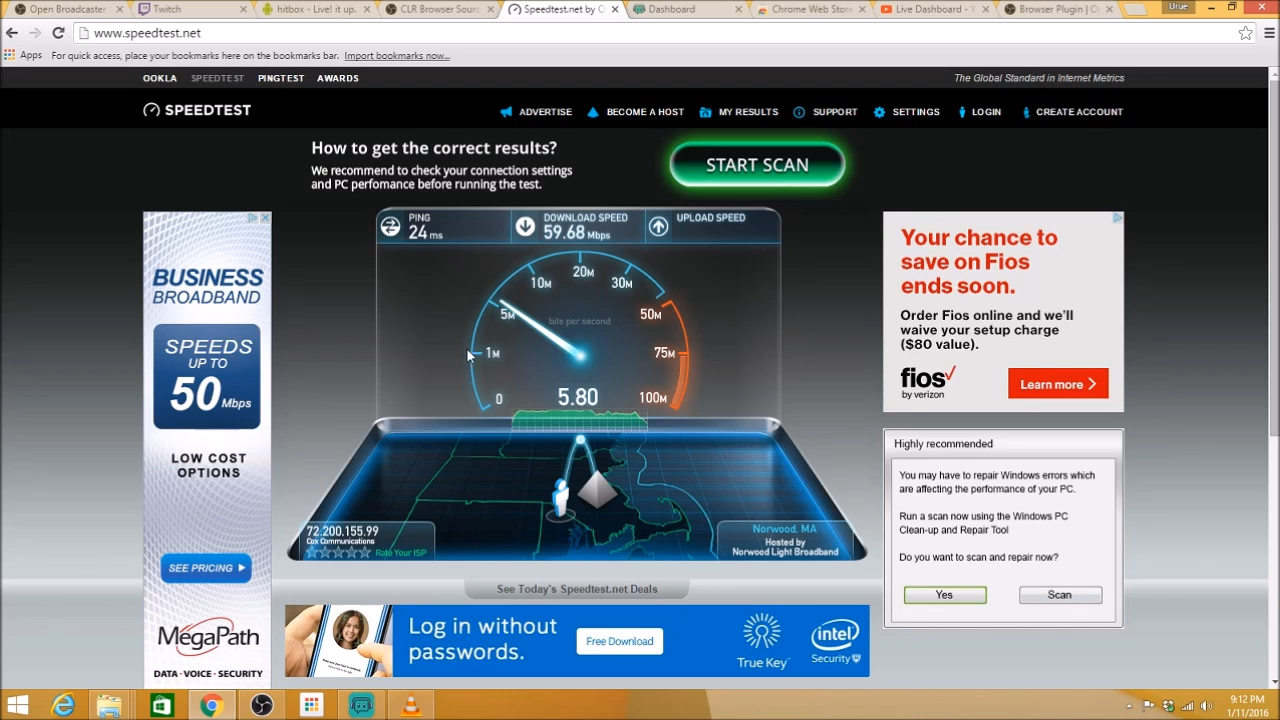 Open Broadcaster
Twitch
hitbox - Live! it up.
CLR Browser Sour
Speedtest.net by O
Dashboard
Chrome Web Store
Live Dashboard - Y
Browser Plugin | O
Urue
www.speedtest.net
Apps
For quick access, place your bookmarks here on the bookmarks bar.
Import bookmarks now...
OOKLA
SPEEDTEST
PINGTEST
AWARDS
The Global Standard in Internet Metrics
SPEEDTEST
ADVERTISE
BECOME A HOST
MY RESULTS
SUPPORT
SETTINGS
LOGIN
CREATE ACCOUNT
How to get the correct results?
We recommend to check your connection settings
and PC perfomance before running the test.
START SCAN
PING
24 ms
DOWNLOAD SPEED
59.68 Mbps
UPLOAD SPEED
0
1M
5M
10M
20M
30M
50M
75M
100M
bits per second
5.80
72.200.155.99
Cox Communications
Rate Your ISP
Norwood, MA
Hosted by
Norwood Light Broadband
See Today's Speedtest.net Deals
BUSINESS
BROADBAND
SPEEDS
UP TO
50 Mbps
LOW COST
OPTIONS
SEE PRICING
MegaPath
DATA • VOICE • SECURITY
Your chance to
save on Fios
ends soon.
Order Fios online and we'll
waive your setup charge
($80 value).
fios
by verizon
Learn more
Highly recommended
You may have to repair Windows errors which
are affecting the performance of your PC.
Run a scan now using the Windows PC
Clean-up and Repair Tool
Do you want to scan and repair now?
Yes
Scan
Log in without
passwords.
Free Download
True Key
intel
Security
9:12 PM
1/11/2016